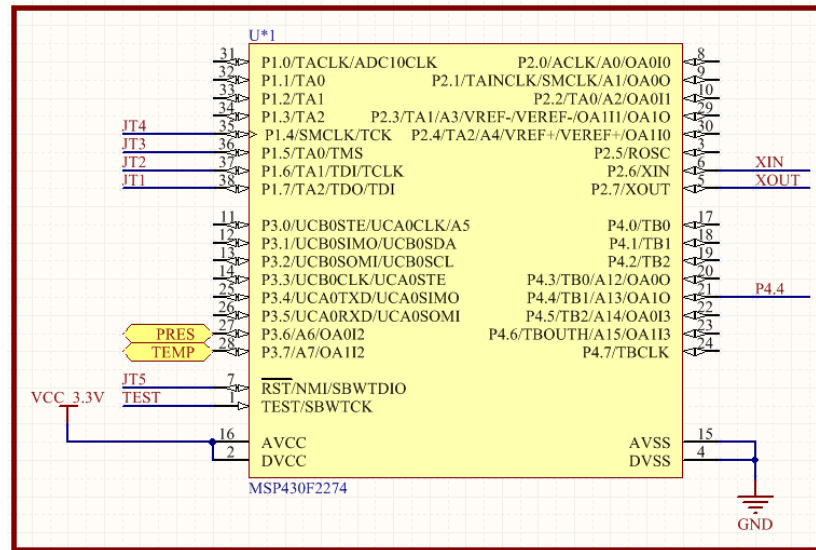 U*1
31 P1.0/TACLK/ADC10CLK P2.0/ACLK/A0/OA0I0 8
32 P1.1/TA0 P2.1/TAINCLK/SMCLK/A1/OA0O 9
33 P1.2/TA1 P2.2/TA0/A2/OA0I1 10
34 P1.3/TA2 P2.3/TA1/A3/VREF-/VEREF-/OA1I1/OA1O 29
JT4 35 P1.4/SMCLK/TCK P2.4/TA2/A4/VREF+/VEREF+/OA1I0 30
JT3 36 P1.5/TA0/TMS P2.5/ROSC 3
JT2 37 P1.6/TA1/TDI/TCLK P2.6/XIN 6 XIN
JT1 38 P1.7/TA2/TDO/TDI P2.7/XOUT 5 XOUT
11 P3.0/UCB0STE/UCA0CLK/A5 P4.0/TB0 17
12 P3.1/UCB0SIMO/UCB0SDA P4.1/TB1 18
13 P3.2/UCB0SOMI/UCB0SCL P4.2/TB2 19
14 P3.3/UCB0CLK/UCA0STE P4.3/TB0/A12/OA0O 20
25 P3.4/UCA0TXD/UCA0SIMO P4.4/TB1/A13/OA1O 21 P4.4
26 P3.5/UCA0RXD/UCA0SOMI P4.5/TB2/A14/OA0I3 22
PRES 27 P3.6/A6/OA0I2 P4.6/TBOUTH/A15/OA1I3 23
TEMP 28 P3.7/A7/OA1I2 P4.7/TBCLK 24
JT5 7 RST/NMI/SBWTDIO
TEST 1 TEST/SBWTCK
VCC_3.3V
16 AVCC AVSS 15
2 DVCC DVSS 4
MSP430F2274
GND